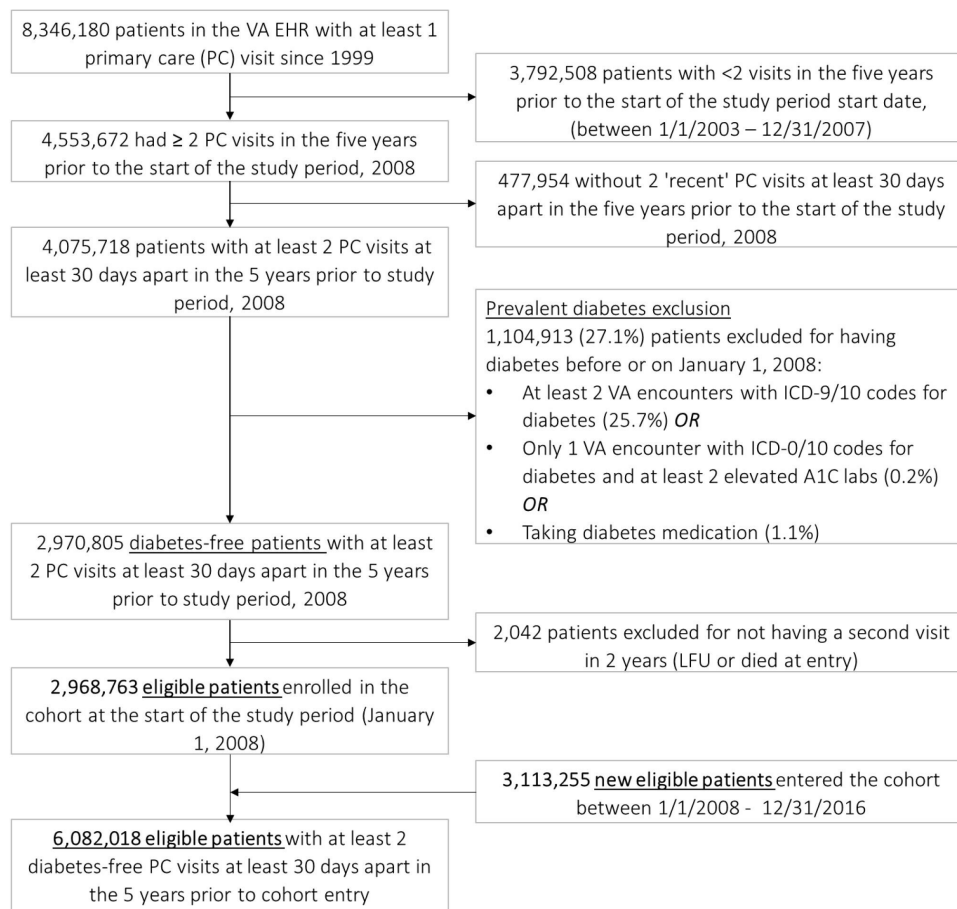 8,346,180 patients in the VA EHR with at least 1
primary care (PC) visit since 1999
3,792,508 patients with <2 visits in the five years
prior to the start of the study period start date,
(between 1/1/2003 – 12/31/2007)
4,553,672 had ≥ 2 PC visits in the five years
prior to the start of the study period, 2008
477,954 without 2 'recent' PC visits at least 30 days
apart in the five years prior to the start of the study
period, 2008
4,075,718 patients with at least 2 PC visits at
least 30 days apart in the 5 years prior to study
period, 2008
Prevalent diabetes exclusion
1,104,913 (27.1%) patients excluded for having
diabetes before or on January 1, 2008:
• At least 2 VA encounters with ICD-9/10 codes for
diabetes (25.7%) OR
• Only 1 VA encounter with ICD-0/10 codes for
diabetes and at least 2 elevated A1C labs (0.2%)
OR
• Taking diabetes medication (1.1%)
2,970,805 diabetes-free patients with at least
2 PC visits at least 30 days apart in the 5 years
prior to study period, 2008
2,042 patients excluded for not having a second visit
in 2 years (LFU or died at entry)
2,968,763 eligible patients enrolled in the
cohort at the start of the study period (January
1, 2008)
3,113,255 new eligible patients entered the cohort
between 1/1/2008 - 12/31/2016
6,082,018 eligible patients with at least 2
diabetes-free PC visits at least 30 days apart in
the 5 years prior to cohort entry